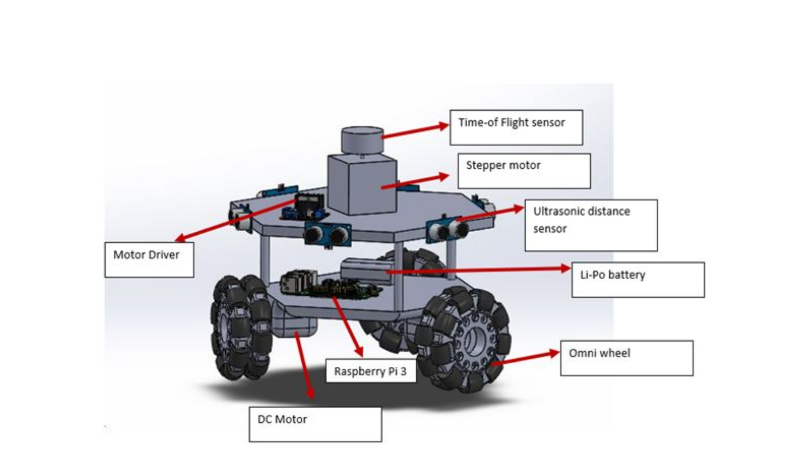 Time-of Flight sensor
Stepper motor
Ultrasonic distance
sensor
Motor Driver
Li-Po battery
Omni wheel
Raspberry Pi 3
DC Motor